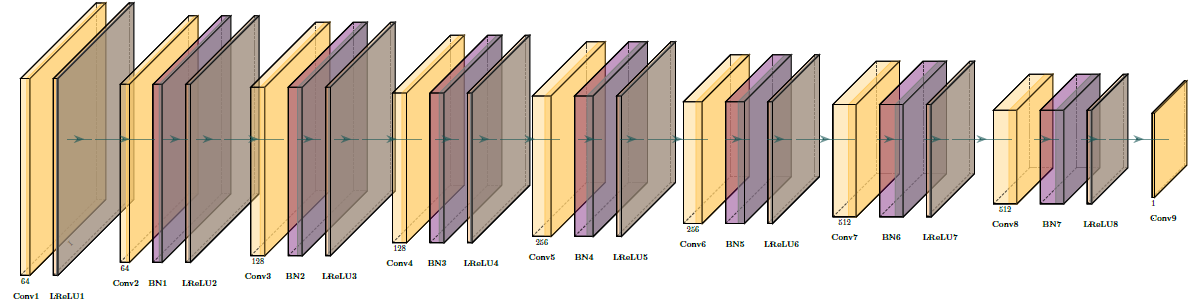 64
Conv1
1
LReLU1
64
Conv2
BN1
LReLU2
128
Conv3
BN2
LReLU3
128
Conv4
BN3
LReLU4
256
Conv5
BN4
LReLU5
256
Conv6
BN5
LReLU6
512
Conv7
BN6
LReLU7
512
Conv8
BN7
LReLU8
1
Conv9